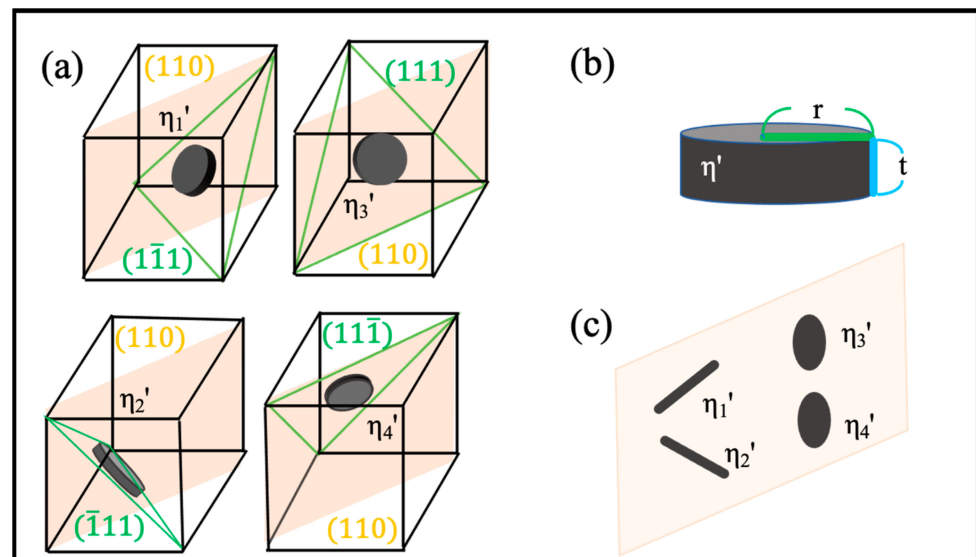 (a)
(110)
η₁'
(11̅1)
(111)
η₃'
(110)
(110)
η₂'
(1̅11)
(111̅)
η₄'
(110)
(b)
r
η'
t
(c)
η₁'
η₂'
η₃'
η₄'